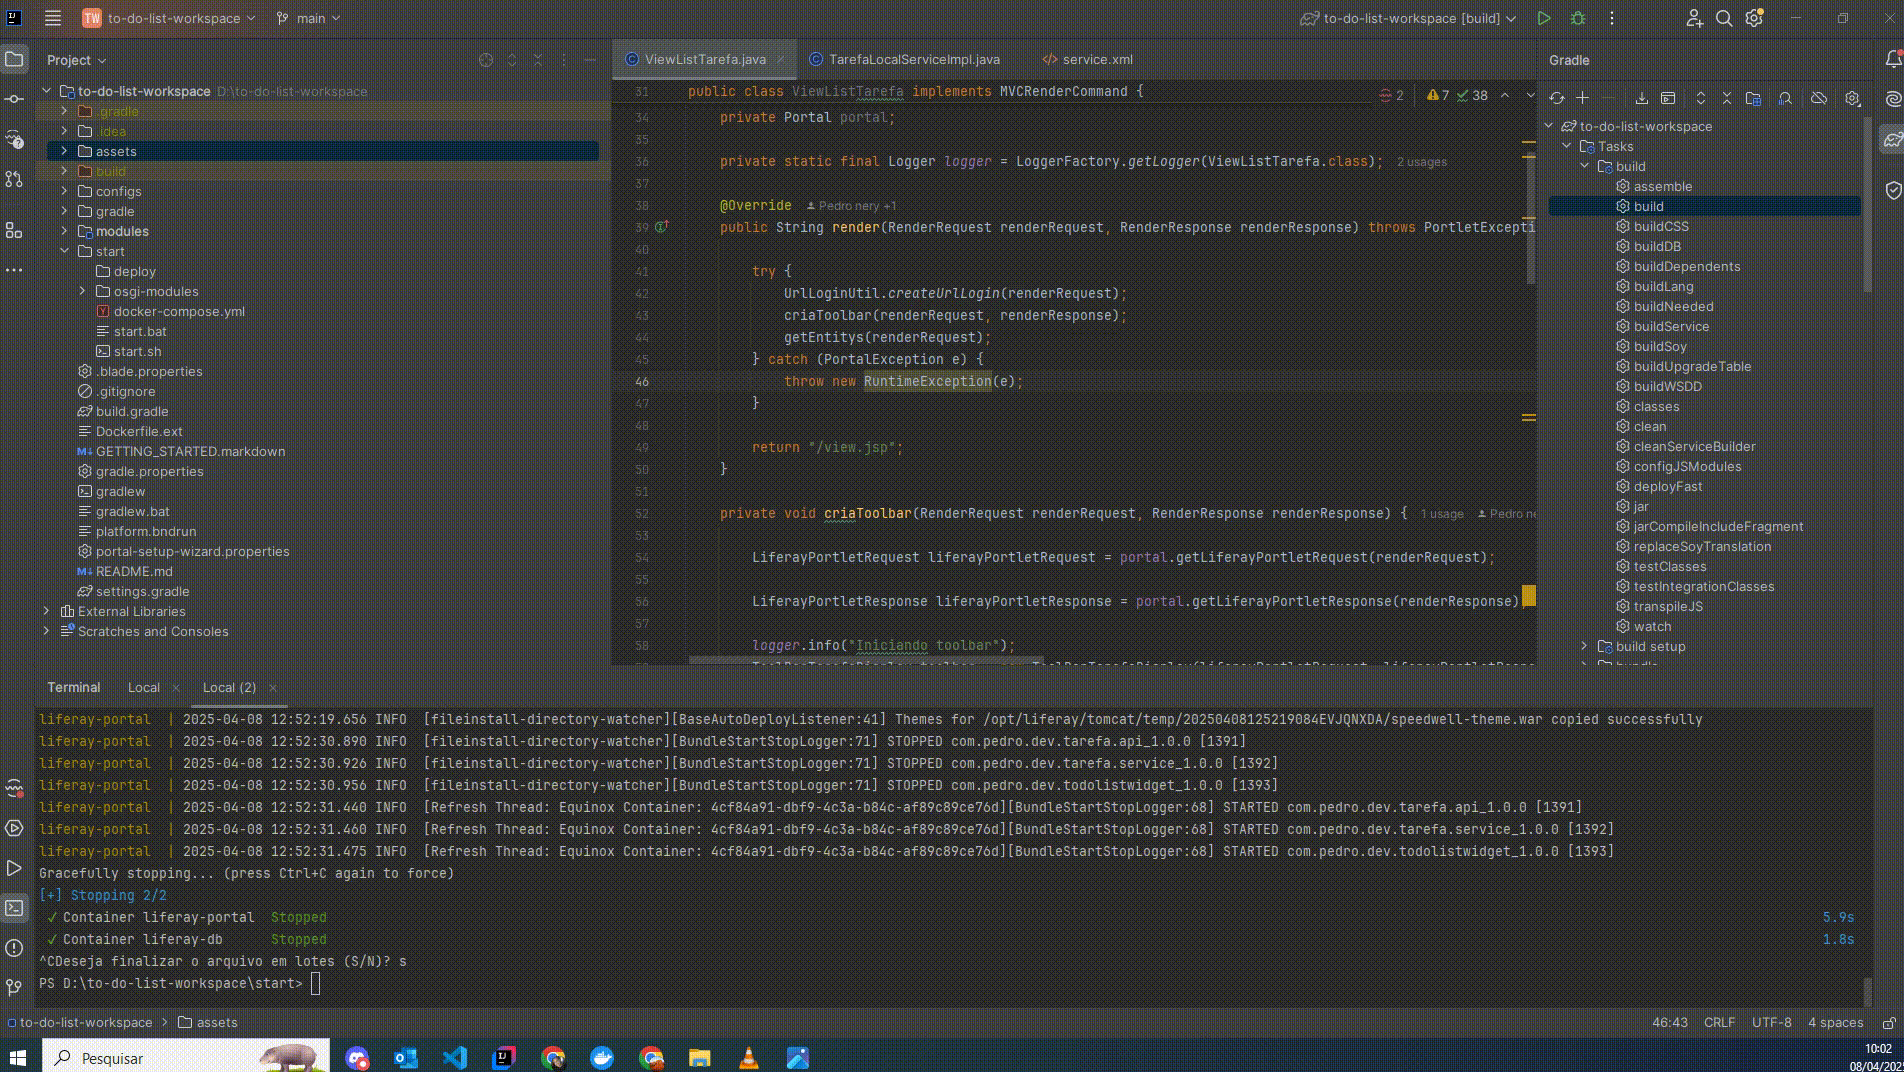 TW to-do-list-workspace
main
to-do-list-workspace [build]
Project
to-do-list-workspace D:\to-do-list-workspace
.gradle
.idea
assets
build
configs
gradle
modules
start
deploy
osgi-modules
docker-compose.yml
start.bat
start.sh
.blade.properties
.gitignore
build.gradle
Dockerfile.ext
GETTING_STARTED.markdown
gradle.properties
gradlew
gradlew.bat
platform.bndrun
portal-setup-wizard.properties
README.md
settings.gradle
External Libraries
Scratches and Consoles
ViewListTarefa.java
TarefaLocalServiceImpl.java
service.xml
2 7 38
31 public class ViewListTarefa implements MVCRenderCommand {
34 private Portal portal;
35
36 private static final Logger logger = LoggerFactory.getLogger(ViewListTarefa.class); 2 usages
37
38 @Override Pedro nery +1
39 public String render(RenderRequest renderRequest, RenderResponse renderResponse) throws PortletExcepti
40
41 try {
42 UrlLoginUtil.createUrlLogin(renderRequest);
43 criaToolbar(renderRequest, renderResponse);
44 getEntitys(renderRequest);
45 } catch (PortalException e) {
46 throw new RuntimeException(e);
47 }
48
49 return "/view.jsp";
50 }
51
52 private void criaToolbar(RenderRequest renderRequest, RenderResponse renderResponse) { 1 usage Pedro ne
53
54 LiferayPortletRequest liferayPortletRequest = portal.getLiferayPortletRequest(renderRequest);
55
56 LiferayPortletResponse liferayPortletResponse = portal.getLiferayPortletResponse(renderResponse)
57
58 logger.info("Iniciando toolbar");
Gradle
to-do-list-workspace
Tasks
build
assemble
build
buildCSS
buildDB
buildDependents
buildLang
buildNeeded
buildService
buildSoy
buildUpgradeTable
buildWSDD
classes
clean
cleanServiceBuilder
configJSModules
deployFast
jar
jarCompileIncludeFragment
replaceSoyTranslation
testClasses
testIntegrationClasses
transpileJS
watch
build setup
Terminal Local Local (2)
liferay-portal | 2025-04-08 12:52:19.656 INFO [fileinstall-directory-watcher][BaseAutoDeployListener:41] Themes for /opt/liferay/tomcat/temp/20250408125219084EVJQNXDA/speedwell-theme.war copied successfully
liferay-portal | 2025-04-08 12:52:30.890 INFO [fileinstall-directory-watcher][BundleStartStopLogger:71] STOPPED com.pedro.dev.tarefa.api_1.0.0 [1391]
liferay-portal | 2025-04-08 12:52:30.926 INFO [fileinstall-directory-watcher][BundleStartStopLogger:71] STOPPED com.pedro.dev.tarefa.service_1.0.0 [1392]
liferay-portal | 2025-04-08 12:52:30.956 INFO [fileinstall-directory-watcher][BundleStartStopLogger:71] STOPPED com.pedro.dev.todolistwidget_1.0.0 [1393]
liferay-portal | 2025-04-08 12:52:31.440 INFO [Refresh Thread: Equinox Container: 4cf84a91-dbf9-4c3a-b84c-af89c89ce76d][BundleStartStopLogger:68] STARTED com.pedro.dev.tarefa.api_1.0.0 [1391]
liferay-portal | 2025-04-08 12:52:31.460 INFO [Refresh Thread: Equinox Container: 4cf84a91-dbf9-4c3a-b84c-af89c89ce76d][BundleStartStopLogger:68] STARTED com.pedro.dev.tarefa.service_1.0.0 [1392]
liferay-portal | 2025-04-08 12:52:31.475 INFO [Refresh Thread: Equinox Container: 4cf84a91-dbf9-4c3a-b84c-af89c89ce76d][BundleStartStopLogger:68] STARTED com.pedro.dev.todolistwidget_1.0.0 [1393]
Gracefully stopping... (press Ctrl+C again to force)
[+] Stopping 2/2
✓ Container liferay-portal Stopped 5.9s
✓ Container liferay-db Stopped 1.8s
^CDeseja finalizar o arquivo em lotes (S/N)? s
PS D:\to-do-list-workspace\start>
to-do-list-workspace > assets
46:43 CRLF UTF-8 4 spaces
Pesquisar
10:02
08/04/202